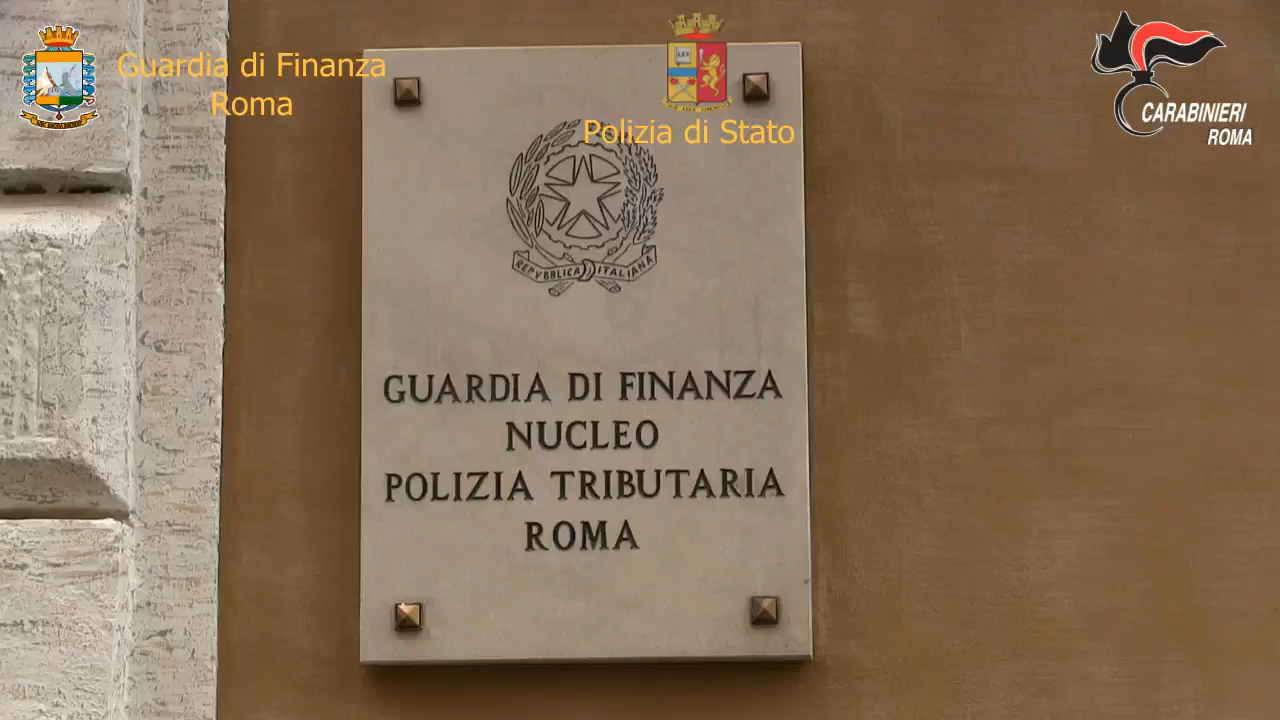 Guardia di Finanza
Roma
Polizia di Stato
CARABINIERI
ROMA
REPVBBLICA ITALIANA
GUARDIA DI FINANZA
NUCLEO
POLIZIA TRIBUTARIA
ROMA